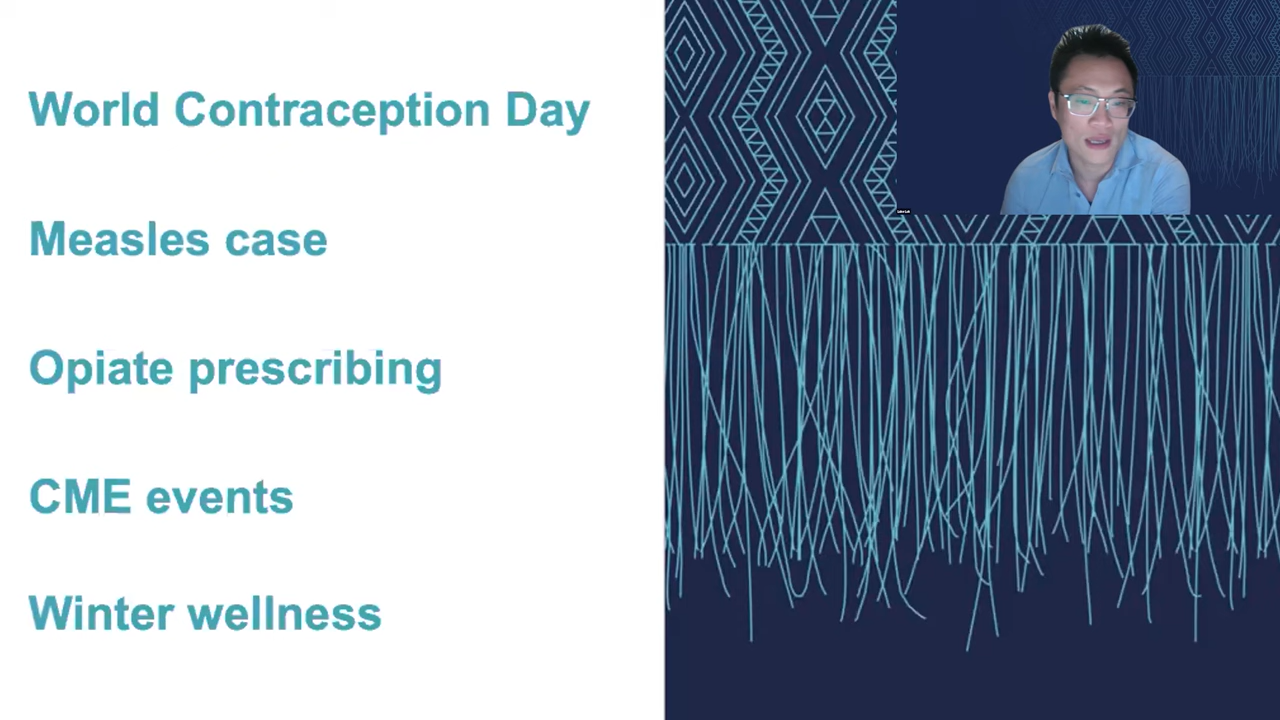 World Contraception Day
Measles case
Opiate prescribing
CME events
Winter wellness